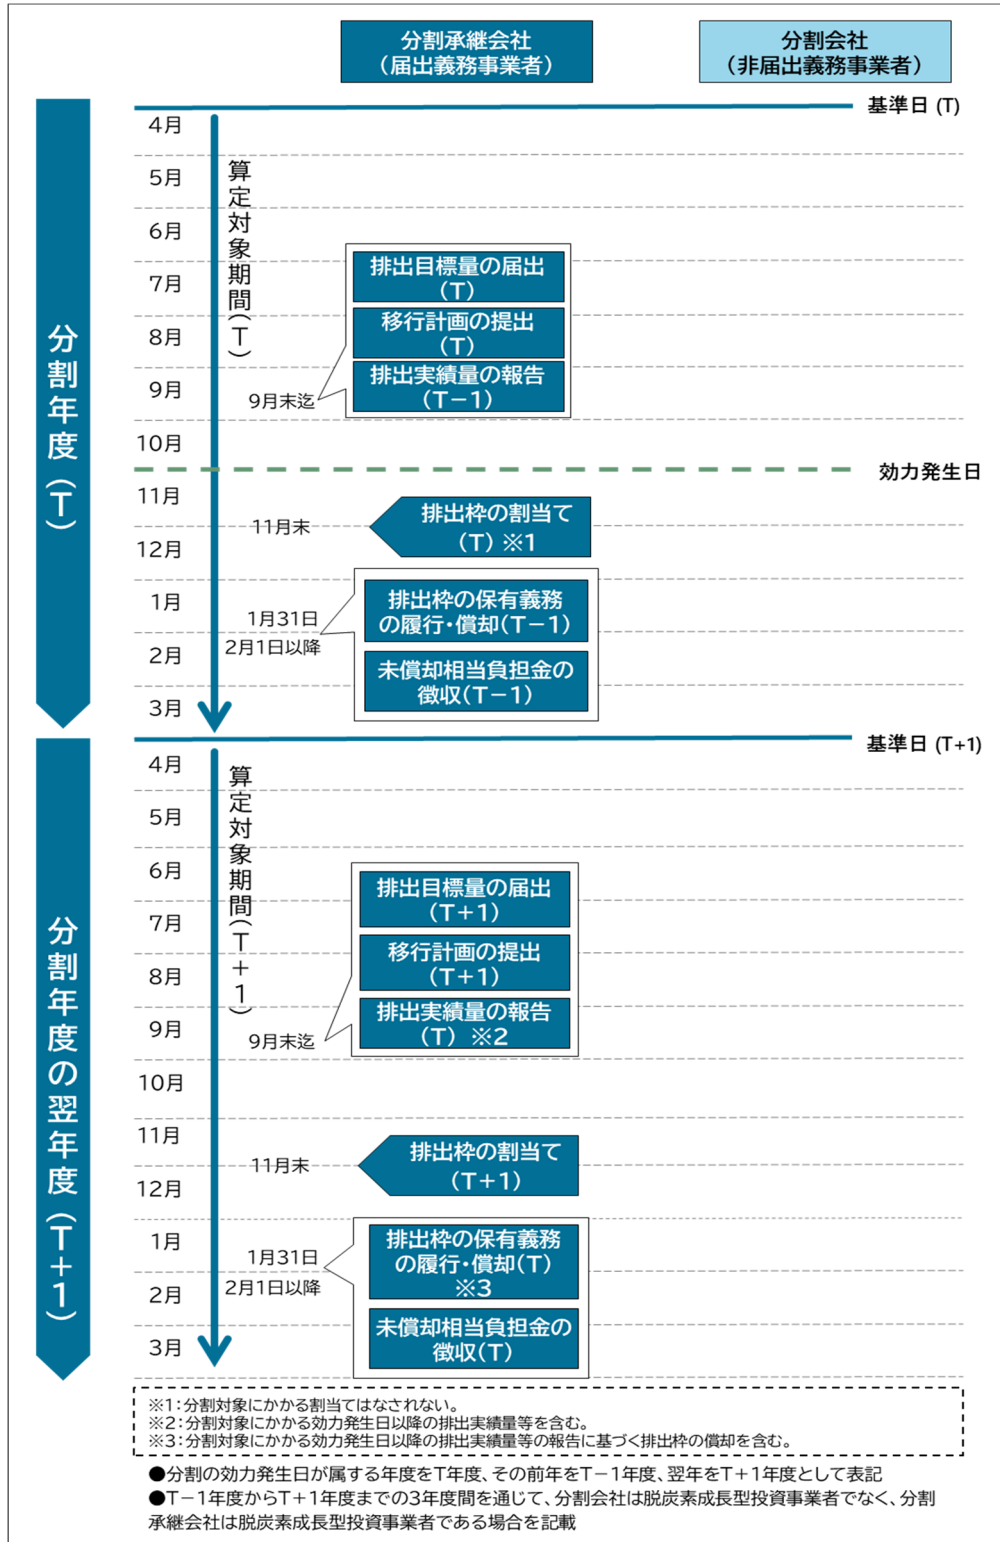 分割承継会社
（届出義務事業者）
分割会社
（非届出義務事業者）
基準日 (T)
分割年度（T）
4月
5月
6月
7月
8月
9月
10月
11月
12月
1月
2月
3月
算定対象期間(T)
排出目標量の届出
(T)
移行計画の提出
(T)
排出実績量の報告
(T−1)
9月末迄
効力発生日
11月末
排出枠の割当て
(T) ※1
1月31日
2月1日以降
排出枠の保有義務
の履行・償却(T−1)
未償却相当負担金の
徴収(T−1)
基準日 (T+1)
分割年度の翌年度（T＋1）
4月
5月
6月
7月
8月
9月
10月
11月
12月
1月
2月
3月
算定対象期間(T＋1)
排出目標量の届出
(T＋1)
移行計画の提出
(T＋1)
排出実績量の報告
(T) ※2
9月末迄
11月末
排出枠の割当て
(T＋1)
1月31日
2月1日以降
排出枠の保有義務
の履行・償却(T)
※3
未償却相当負担金の
徴収(T)
※1：分割対象にかかる割当てはなされない。
※2：分割対象にかかる効力発生日以降の排出実績量等を含む。
※3：分割対象にかかる効力発生日以降の排出実績量等の報告に基づく排出枠の償却を含む。
●分割の効力発生日が属する年度をT年度、その前年をT−1年度、翌年をT＋1年度として表記
●T−1年度からT＋1年度までの3年度間を通じて、分割会社は脱炭素成長型投資事業者でなく、分割
承継会社は脱炭素成長型投資事業者である場合を記載